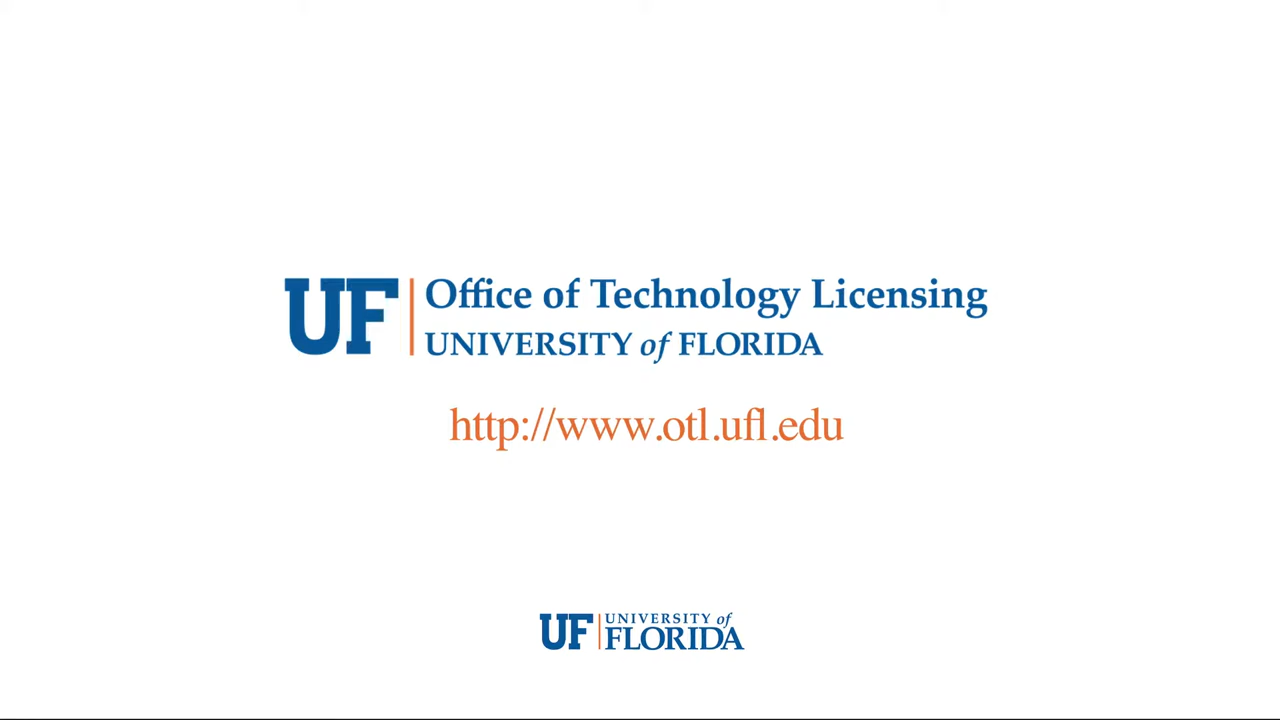 UF Office of Technology Licensing
UNIVERSITY of FLORIDA
http://www.otl.ufl.edu
UF UNIVERSITY of
FLORIDA